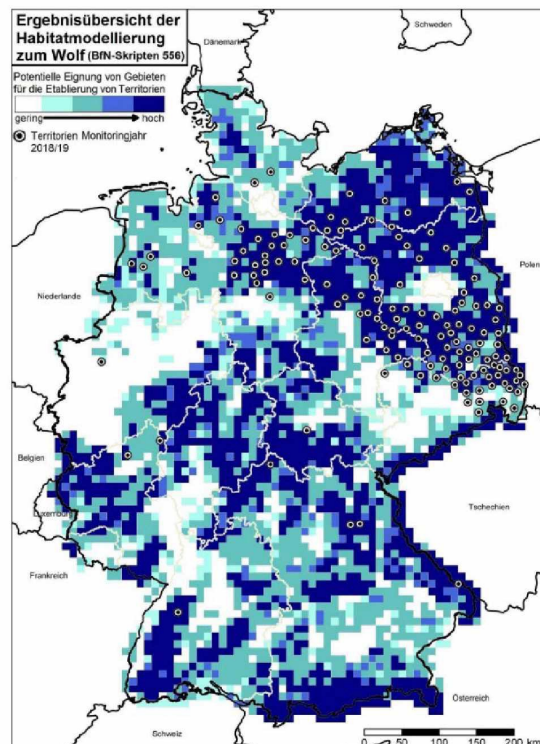 Ergebnisübersicht der
Habitatmodellierung
zum Wolf (BfN-Skripten 556)
Potentielle Eignung von Gebieten
für die Etablierung von Territorien
gering hoch
Territorien Monitoringjahr
2018/19
Schweden
Dänemark
Polen
Niederlande
Belgien
Luxemburg
Tschechien
Frankreich
Österreich
Schweiz
0 50 100 150 200 km